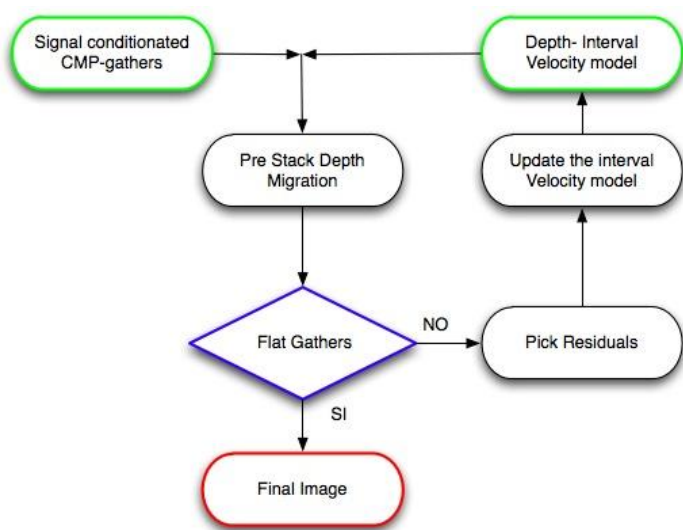 Signal conditionated
CMP-gathers
Depth- Interval
Velocity model
Pre Stack Depth
Migration
Update the interval
Velocity model
Flat Gathers
NO
Pick Residuals
SI
Final Image